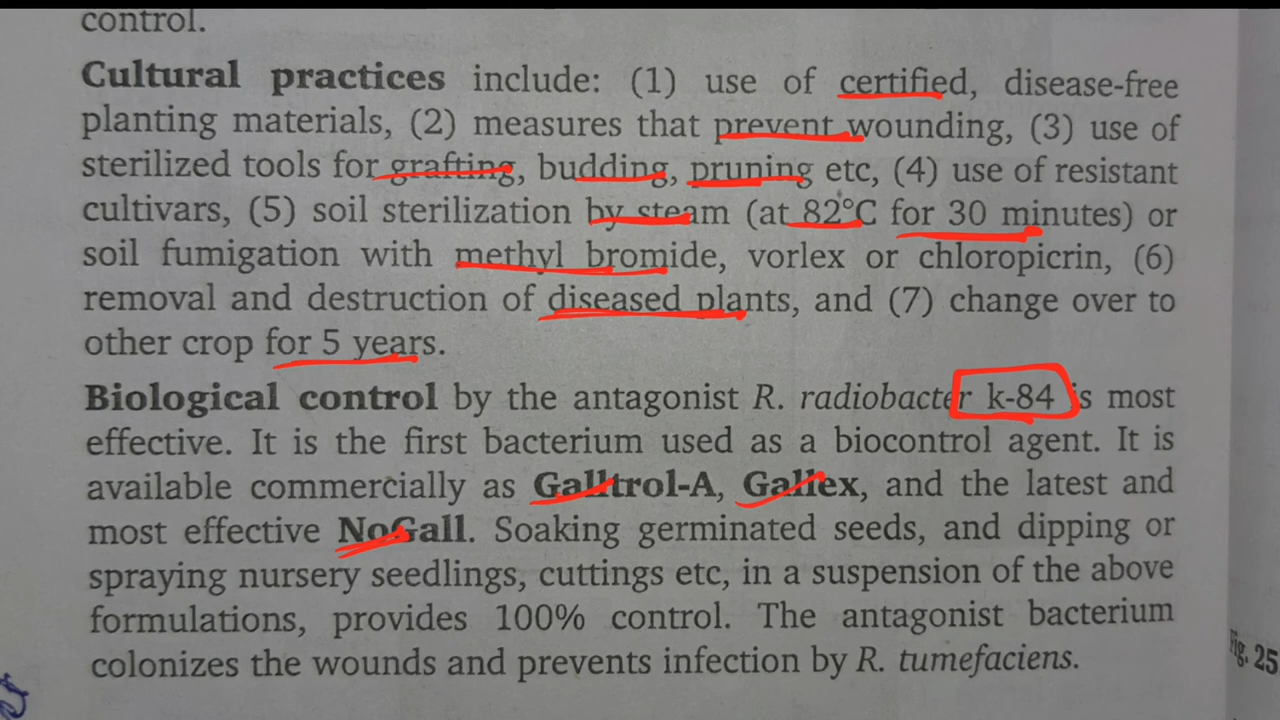 control.
Cultural practices include: (1) use of certified, disease-free
planting materials, (2) measures that prevent wounding, (3) use of
sterilized tools for grafting, budding, pruning etc, (4) use of resistant
cultivars, (5) soil sterilization by steam (at 82°C for 30 minutes) or
soil fumigation with methyl bromide, vorlex or chloropicrin, (6)
removal and destruction of diseased plants, and (7) change over to
other crop for 5 years.
Biological control by the antagonist R. radiobacter k-84 is most
effective. It is the first bacterium used as a biocontrol agent. It is
available commercially as Galltrol-A, Gallex, and the latest and
most effective NoGall. Soaking germinated seeds, and dipping or
spraying nursery seedlings, cuttings etc, in a suspension of the above
formulations, provides 100% control. The antagonist bacterium
colonizes the wounds and prevents infection by R. tumefaciens.
Fig. 25